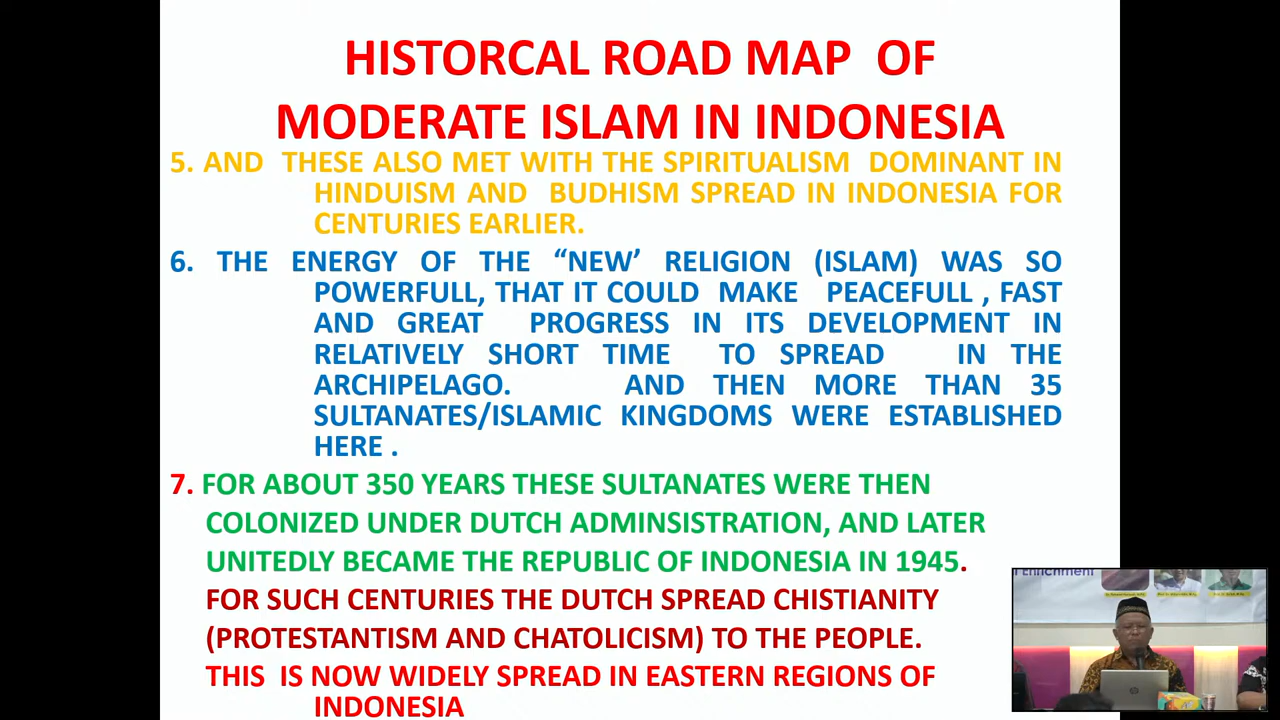 HISTORCAL ROAD MAP OF
MODERATE ISLAM IN INDONESIA
5. AND THESE ALSO MET WITH THE SPIRITUALISM DOMINANT IN
HINDUISM AND BUDHISM SPREAD IN INDONESIA FOR
CENTURIES EARLIER.
6. THE ENERGY OF THE “NEW’ RELIGION (ISLAM) WAS SO
POWERFULL, THAT IT COULD MAKE PEACEFULL , FAST
AND GREAT PROGRESS IN ITS DEVELOPMENT IN
RELATIVELY SHORT TIME TO SPREAD IN THE
ARCHIPELAGO. AND THEN MORE THAN 35
SULTANATES/ISLAMIC KINGDOMS WERE ESTABLISHED
HERE .
7. FOR ABOUT 350 YEARS THESE SULTANATES WERE THEN
COLONIZED UNDER DUTCH ADMINSISTRATION, AND LATER
UNITEDLY BECAME THE REPUBLIC OF INDONESIA IN 1945.
FOR SUCH CENTURIES THE DUTCH SPREAD CHISTIANITY
(PROTESTANTISM AND CHATOLICISM) TO THE PEOPLE.
THIS IS NOW WIDELY SPREAD IN EASTERN REGIONS OF
INDONESIA
Enrichment